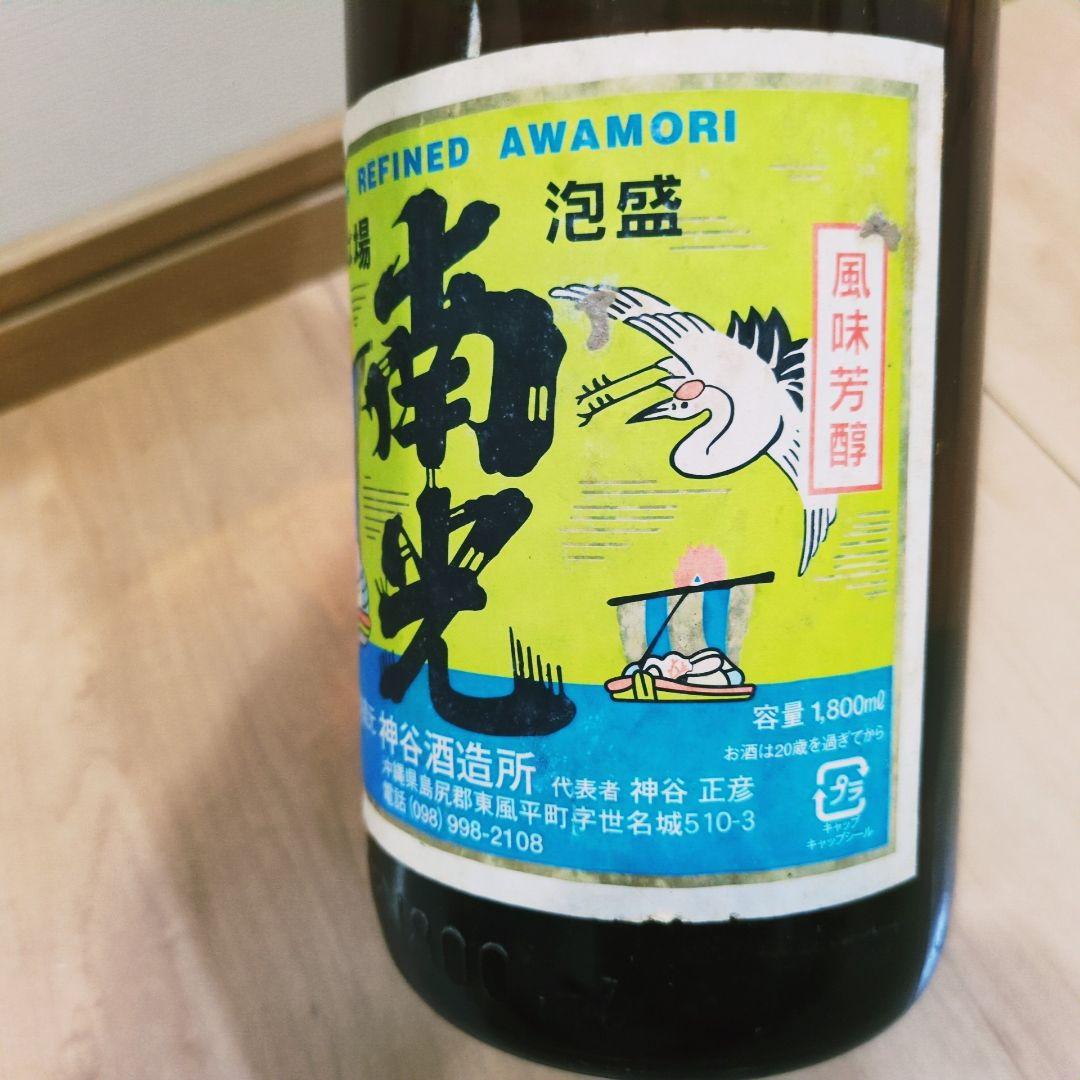 REFINED AWAMORI
泡盛
場
南光
風味芳醇
容量 1,800ml
お酒は20歳を過ぎてから
神谷酒造所 代表者 神谷 正彦
沖縄県島尻郡東風平町字世名城510-3
電話(098)998-2108
プラ
キャップ
キャップシール